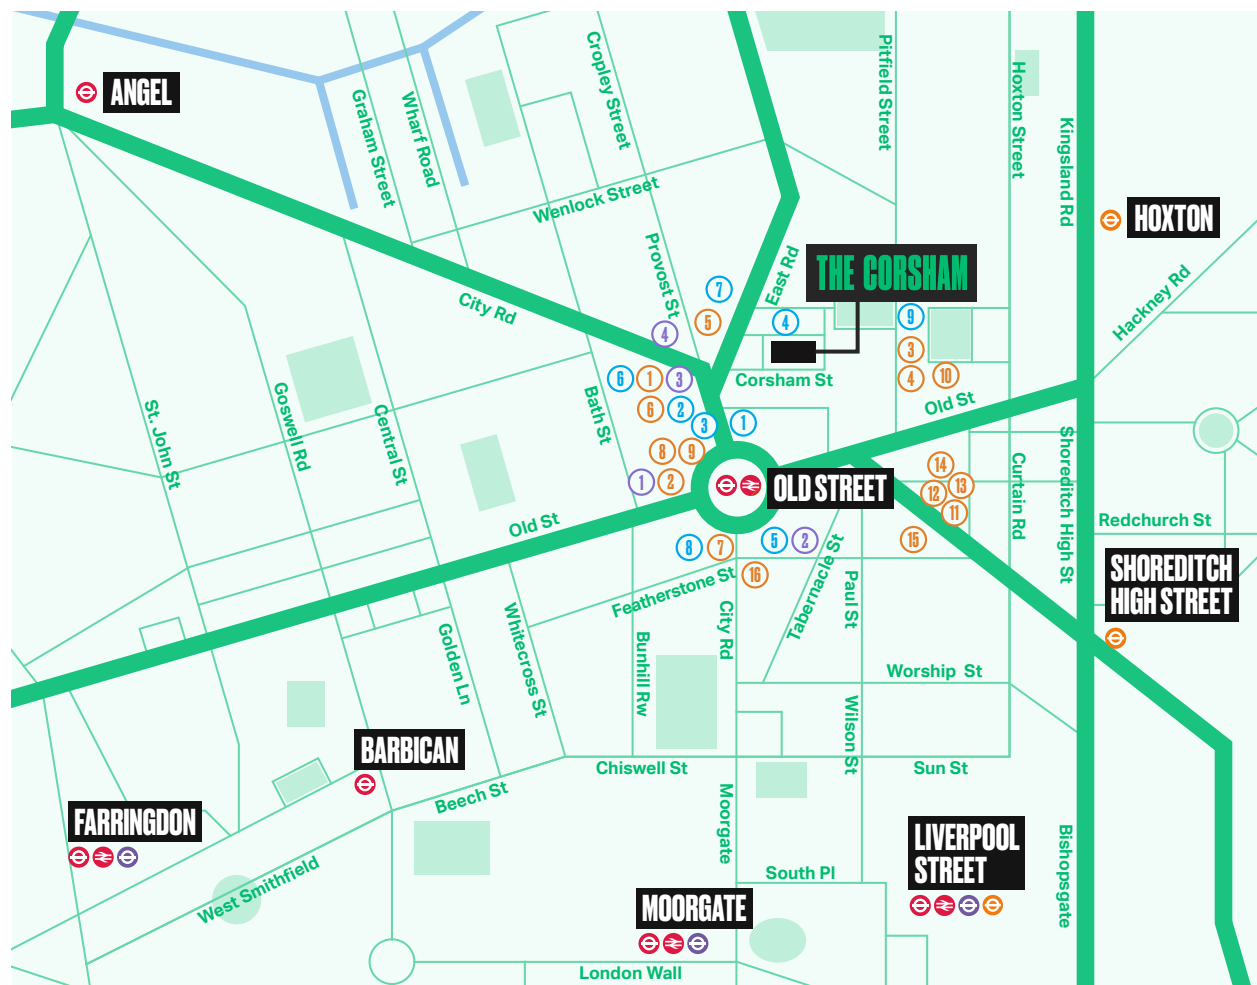 ANGEL
Graham Street
Wharf Road
Cropley Street
Pitfield Street
Hoxton Street
Kingsland Rd
HOXTON
Wenlock Street
Provost St
East Rd
THE CORSHAM
Hackney Rd
City Rd
7
5
4
4
9
3
4
10
6
1
3
6
2
3
1
8
9
1
2
Corsham St
Old St
St. John St
Goswell Rd
Central St
Bath St
OLD STREET
14
13
12
11
15
Curtain Rd
Shoreditch High St
Redchurch St
Old St
8
7
5
2
16
Featherstone St
Tabernacle St
Paul St
SHOREDITCH
HIGH STREET
City Rd
Golden Ln
Whitecross St
Bunhill Rw
Worship St
Wilson St
BARBICAN
Chiswell St
Sun St
Beech St
FARRINGDON
Moorgate
LIVERPOOL
STREET
Bishopsgate
West Smithfield
South Pl
MOORGATE
London Wall